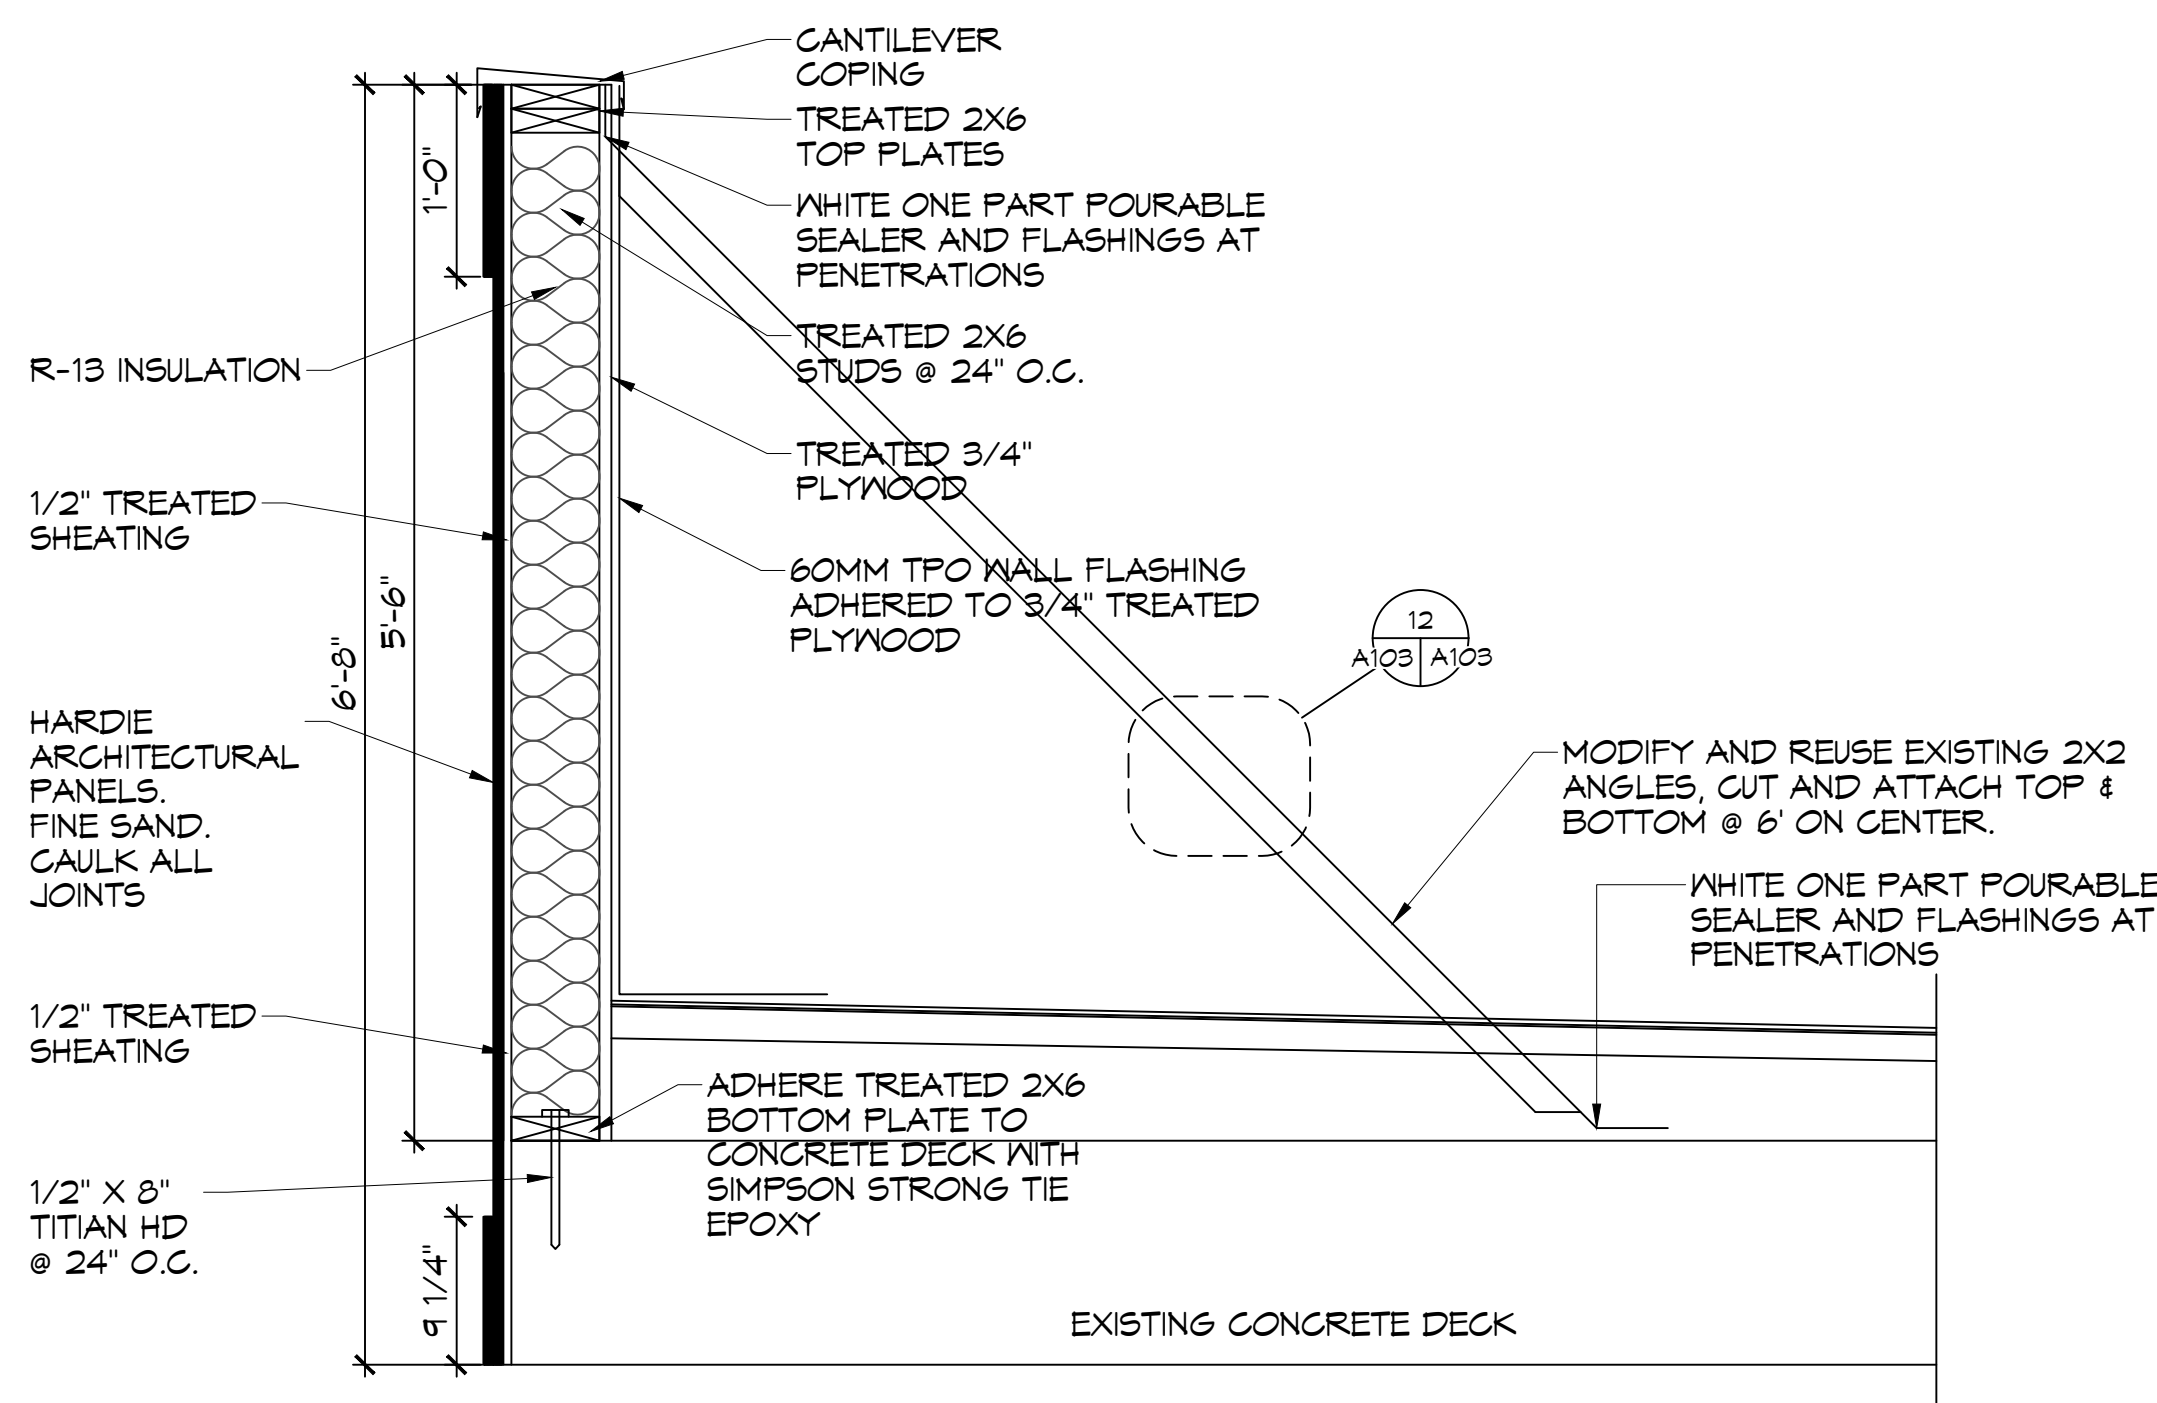 CANTILEVER
COPING
TREATED 2X6
TOP PLATES
WHITE ONE PART POURABLE
SEALER AND FLASHINGS AT
PENETRATIONS
TREATED 2X6
STUDS @ 24" O.C.
TREATED 3/4"
PLYWOOD
60MM TPO WALL FLASHING
ADHERED TO 3/4" TREATED
PLYWOOD
1'-0"
5'-6"
6'-8"
9 1/4"
R-13 INSULATION
1/2" TREATED
SHEATING
HARDIE
ARCHITECTURAL
PANELS.
FINE SAND.
CAULK ALL
JOINTS
1/2" TREATED
SHEATING
1/2" X 8"
TITIAN HD
@ 24" O.C.
12
A103 A103
MODIFY AND REUSE EXISTING 2X2
ANGLES, CUT AND ATTACH TOP &
BOTTOM @ 6' ON CENTER.
WHITE ONE PART POURABLE
SEALER AND FLASHINGS AT
PENETRATIONS
ADHERE TREATED 2X6
BOTTOM PLATE TO
CONCRETE DECK WITH
SIMPSON STRONG TIE
EPOXY
EXISTING CONCRETE DECK